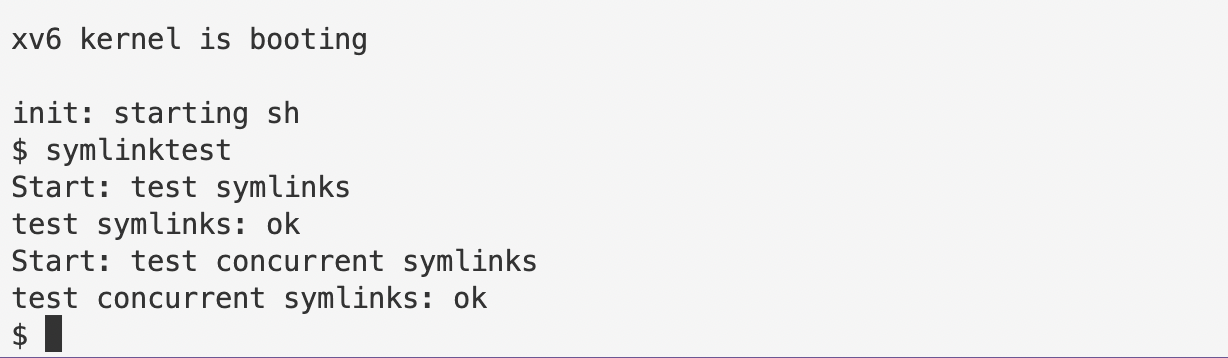 xv6 kernel is booting
init: starting sh
$ symlinktest
Start: test symlinks
test symlinks: ok
Start: test concurrent symlinks
test concurrent symlinks: ok
$